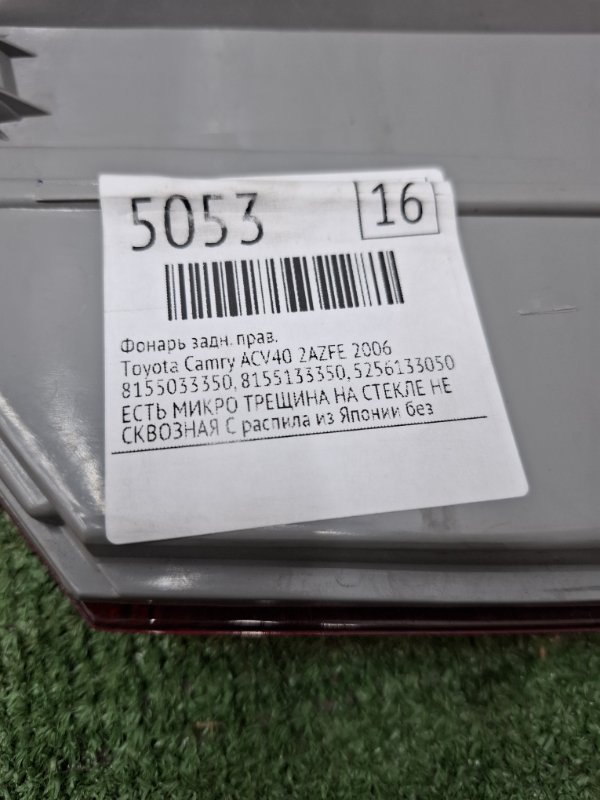 5053
16
Фонарь задн. прав.
Toyota Camry ACV40 2AZFE 2006
8155033350, 8155133350, 5256133050
ЕСТЬ МИКРО ТРЕЩИНА НА СТЕКЛЕ НЕ
СКВОЗНАЯ С распила из Японии без